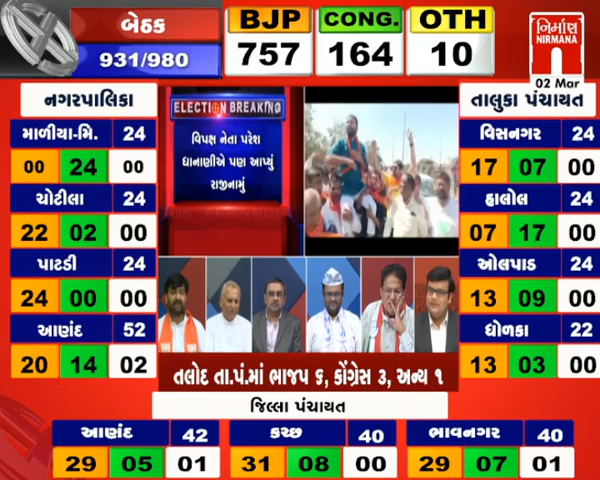 બેઠક
931/980
BJP
757
CONG.
164
OTH
10
નિર્માણ
NIRMANA
02 Mar
નગરપાલિકા
માળીયા-મિ. 24
00 24 00
ચોટીલા 24
22 02 00
પાટડી 24
24 00 00
આણંદ 52
20 14 02
ELECTION BREAKING
વિપક્ષ નેતા પરેશ
ધાનાણીએ પણ આપ્યું
રાજીનામું
તાલુકા પંચાયત
વિસનગર 24
17 07 00
હાલોલ 24
07 17 00
ઓલપાડ 24
13 09 00
ધોળકા 22
13 03 00
તલોદ તા.પં.માં ભાજપ ૬, કોંગ્રેસ ૩, અન્ય ૧
જિલ્લા પંચાયત
આણંદ 42
29 05 01
કચ્છ 40
31 08 00
ભાવનગર 40
29 07 01